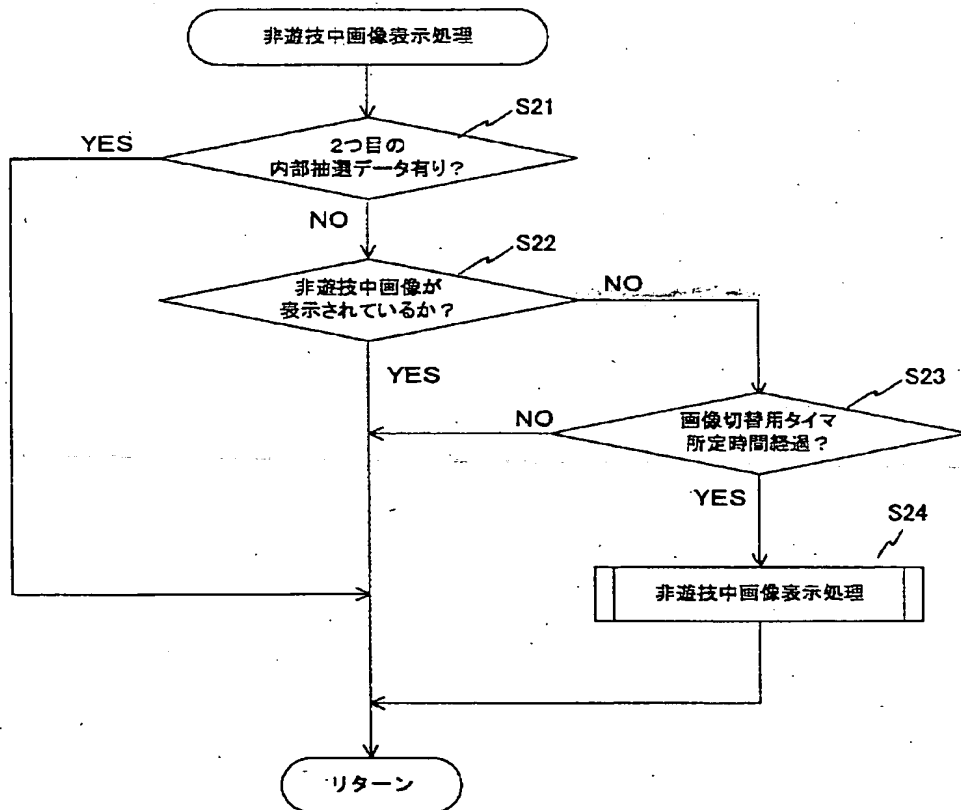 非遊技中画像表示処理
S21
YES
2つ目の
内部抽選データ有り？
NO
S22
非遊技中画像が
表示されているか？
NO
YES
S23
NO
画像切替用タイマ
所定時間経過？
YES
S24
非遊技中画像表示処理
リターン